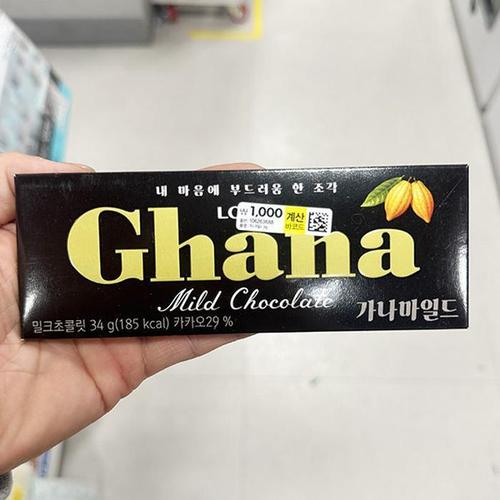 내 마음에 부드러움 한 조각
LO
₩1,000
계산
바코드
Ghana
Mild Chocolate
가나마일드
밀크초콜릿 34 g(185 kcal) 카카오29 %